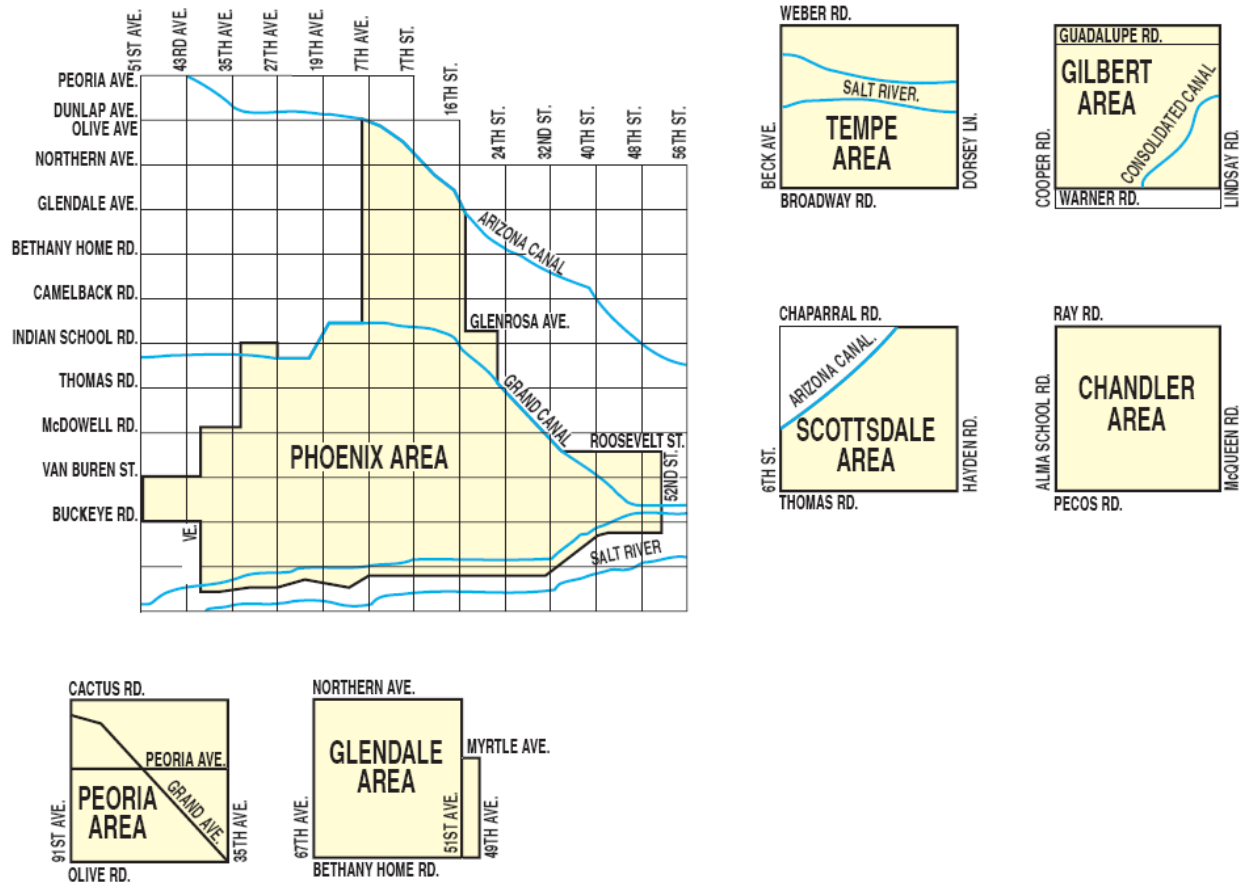 51ST AVE.
43RD AVE.
35TH AVE.
27TH AVE.
19TH AVE.
7TH AVE.
7TH ST.
16TH ST.
24TH ST.
32ND ST.
40TH ST.
48TH ST.
56TH ST.
PEORIA AVE.
DUNLAP AVE.
OLIVE AVE
NORTHERN AVE.
GLENDALE AVE.
BETHANY HOME RD.
CAMELBACK RD.
INDIAN SCHOOL RD.
THOMAS RD.
McDOWELL RD.
VAN BUREN ST.
BUCKEYE RD.
ARIZONA CANAL
GLENROSA AVE.
GRAND CANAL
ROOSEVELT ST.
PHOENIX AREA
52ND ST.
VE.
SALT RIVER
WEBER RD.
SALT RIVER.
TEMPE
AREA
BECK AVE.
DORSEY LN.
BROADWAY RD.
GUADALUPE RD.
GILBERT
AREA
CONSOLIDATED CANAL
COOPER RD.
LINDSAY RD.
WARNER RD.
CHAPARRAL RD.
ARIZONA CANAL.
SCOTTSDALE
AREA
6TH ST.
HAYDEN RD.
THOMAS RD.
RAY RD.
CHANDLER
AREA
ALMA SCHOOL RD.
McQUEEN RD.
PECOS RD.
CACTUS RD.
PEORIA AVE.
GRAND AVE.
PEORIA
AREA
91ST AVE.
35TH AVE.
OLIVE RD.
NORTHERN AVE.
GLENDALE
AREA
MYRTLE AVE.
67TH AVE.
51ST AVE.
49TH AVE.
BETHANY HOME RD.